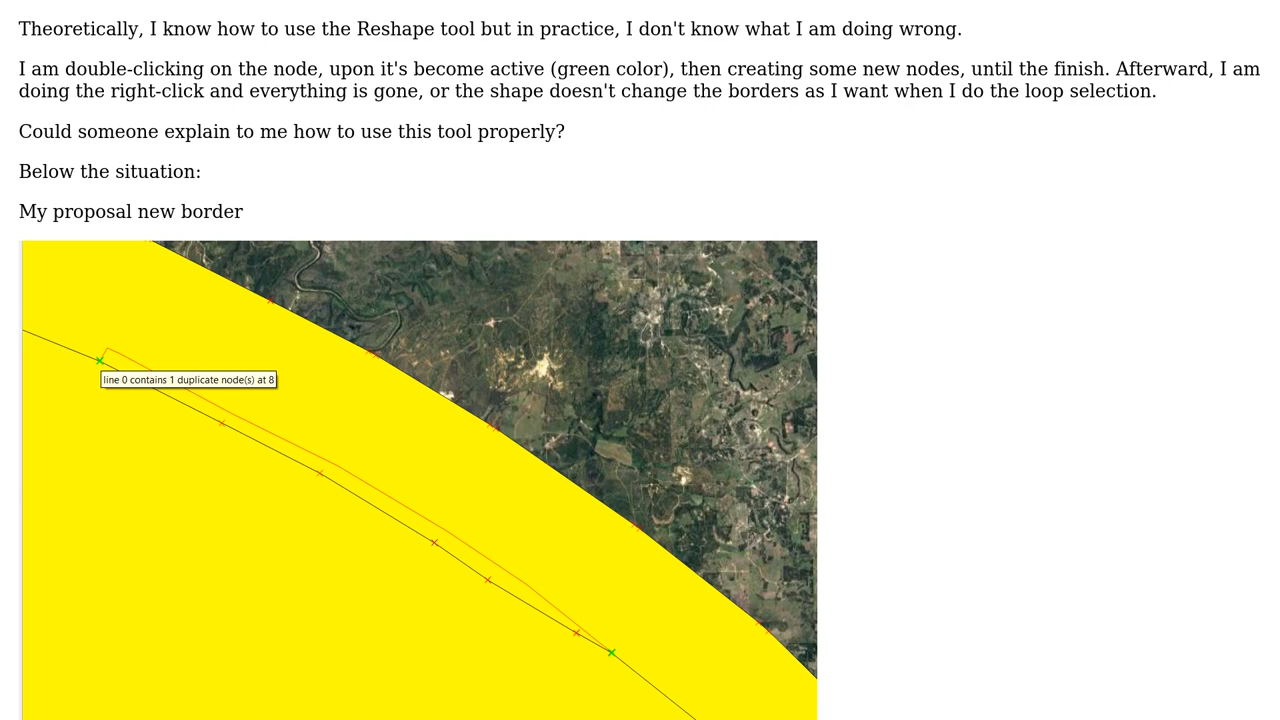 Theoretically, I know how to use the Reshape tool but in practice, I don't know what I am doing wrong.
I am double-clicking on the node, upon it's become active (green color), then creating some new nodes, until the finish. Afterward, I am
doing the right-click and everything is gone, or the shape doesn't change the borders as I want when I do the loop selection.
Could someone explain to me how to use this tool properly?
Below the situation:
My proposal new border
line 0 contains 1 duplicate node(s) at 8